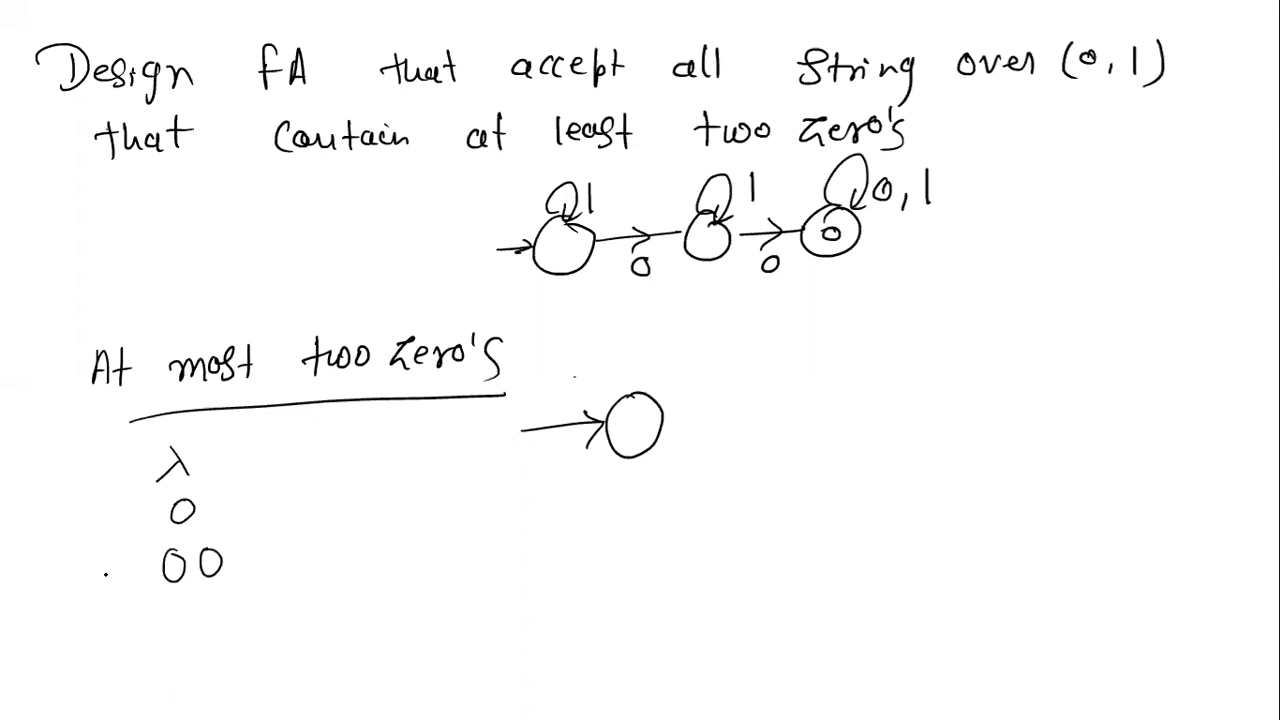 Design FA that accept all String over (0,1)
that Contain at least two Zero's
1 1 0,1
0 0
At most two Zero's
λ
0
00